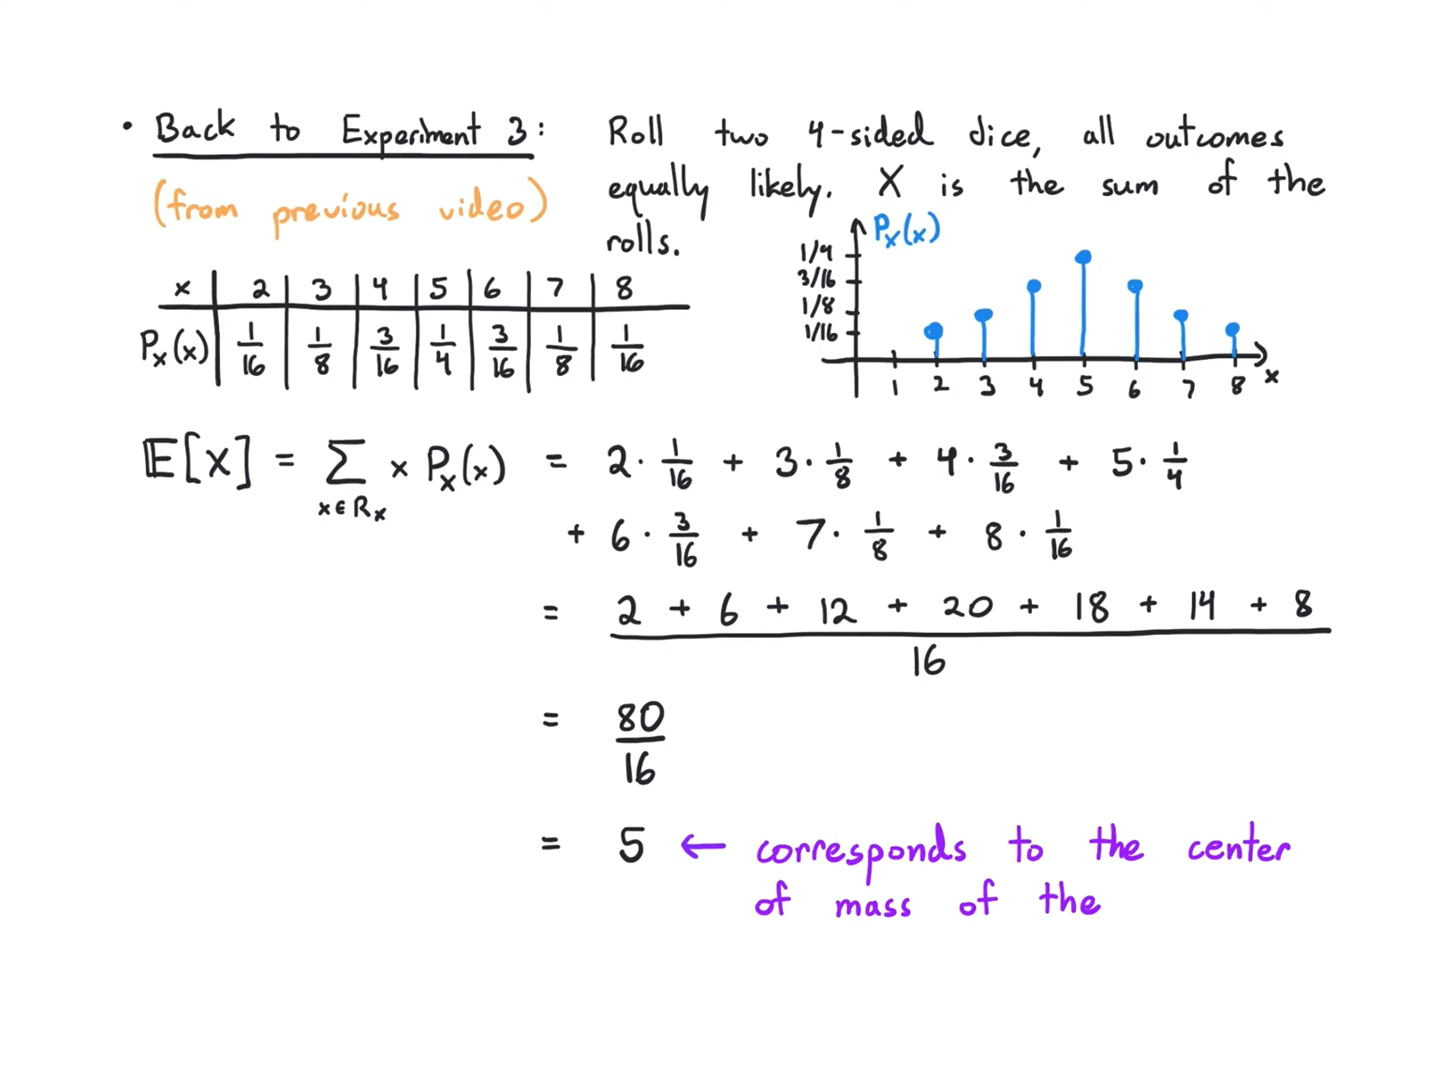 • Back to Experiment 3: Roll two 4-sided dice, all outcomes
(from previous video) equally likely. X is the sum of the
rolls.
x 2 3 4 5 6 7 8
Pₓ(x) 1/16 1/8 3/16 1/4 3/16 1/8 1/16
Pₓ(x)
1/4
3/16
1/8
1/16
1 2 3 4 5 6 7 8 x
𝔼[X] = ∑ x∈Rₓ x Pₓ(x) = 2 · 1/16 + 3 · 1/8 + 4 · 3/16 + 5 · 1/4
+ 6 · 3/16 + 7 · 1/8 + 8 · 1/16
= 2 + 6 + 12 + 20 + 18 + 14 + 8
16
= 80/16
= 5 ← corresponds to the center
of mass of the